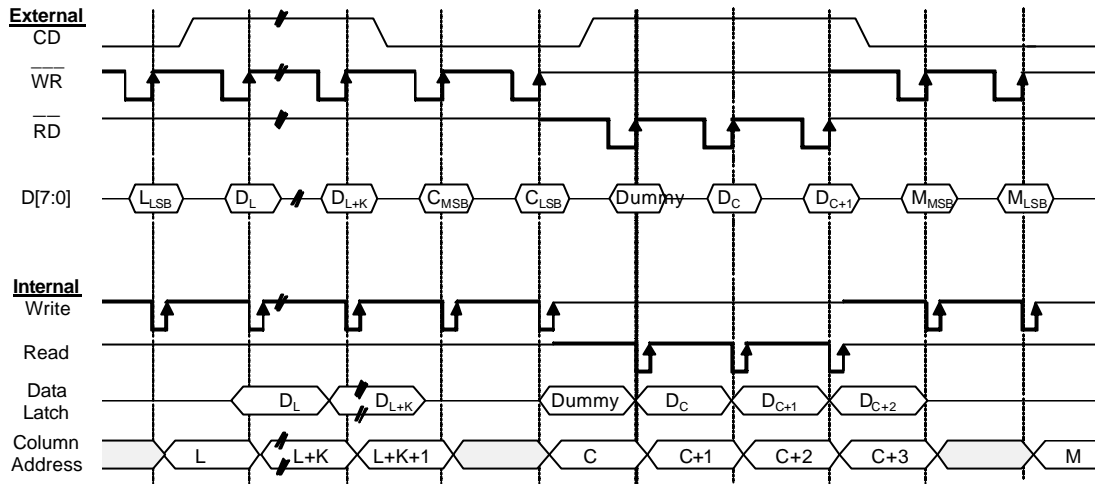 External
CD
WR
RD
D[7:0] LLSB DL DL+K CMSB CLSB Dummy DC DC+1 MMSB MLSB
Internal
Write
Read
Data
Latch
DL DL+K Dummy DC DC+1 DC+2
Column
Address
L L+K L+K+1 C C+1 C+2 C+3 M